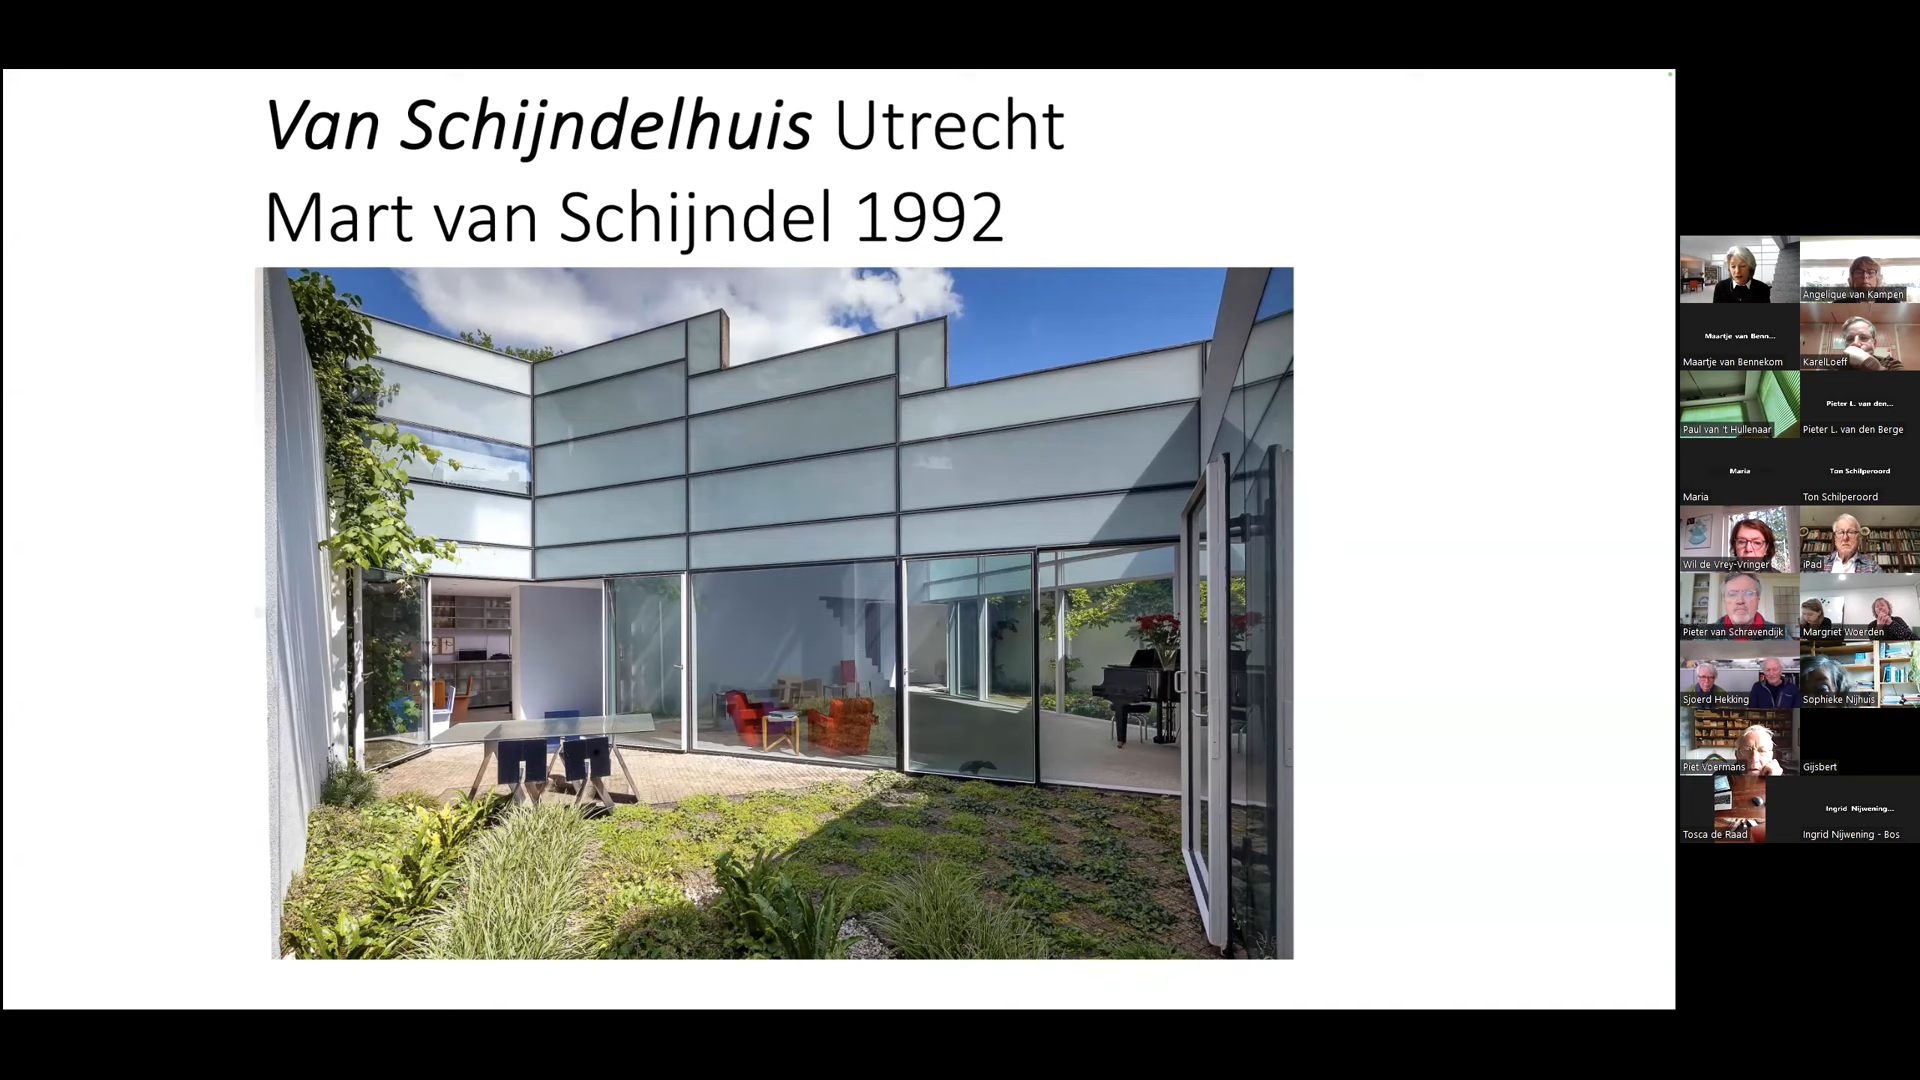 Van Schijndelhuis Utrecht
Mart van Schijndel 1992
Angelique van Kampen
Maartje van Benn...
Maartje van Bennekom
KarelLoeff
Paul van 't Hullenaar
Pieter L. van den...
Pieter L. van den Berge
Maria
Maria
Ton Schilperoord
Ton Schilperoord
Wil de Vrey-Vringer
iPad
Pieter van Schravendijk
Margriet Woerden
Sjoerd Hekking
Sophieke Nijhuis
Piet Voermans
Gijsbert
Tosca de Raad
Ingrid Nijwening...
Ingrid Nijwening - Bos